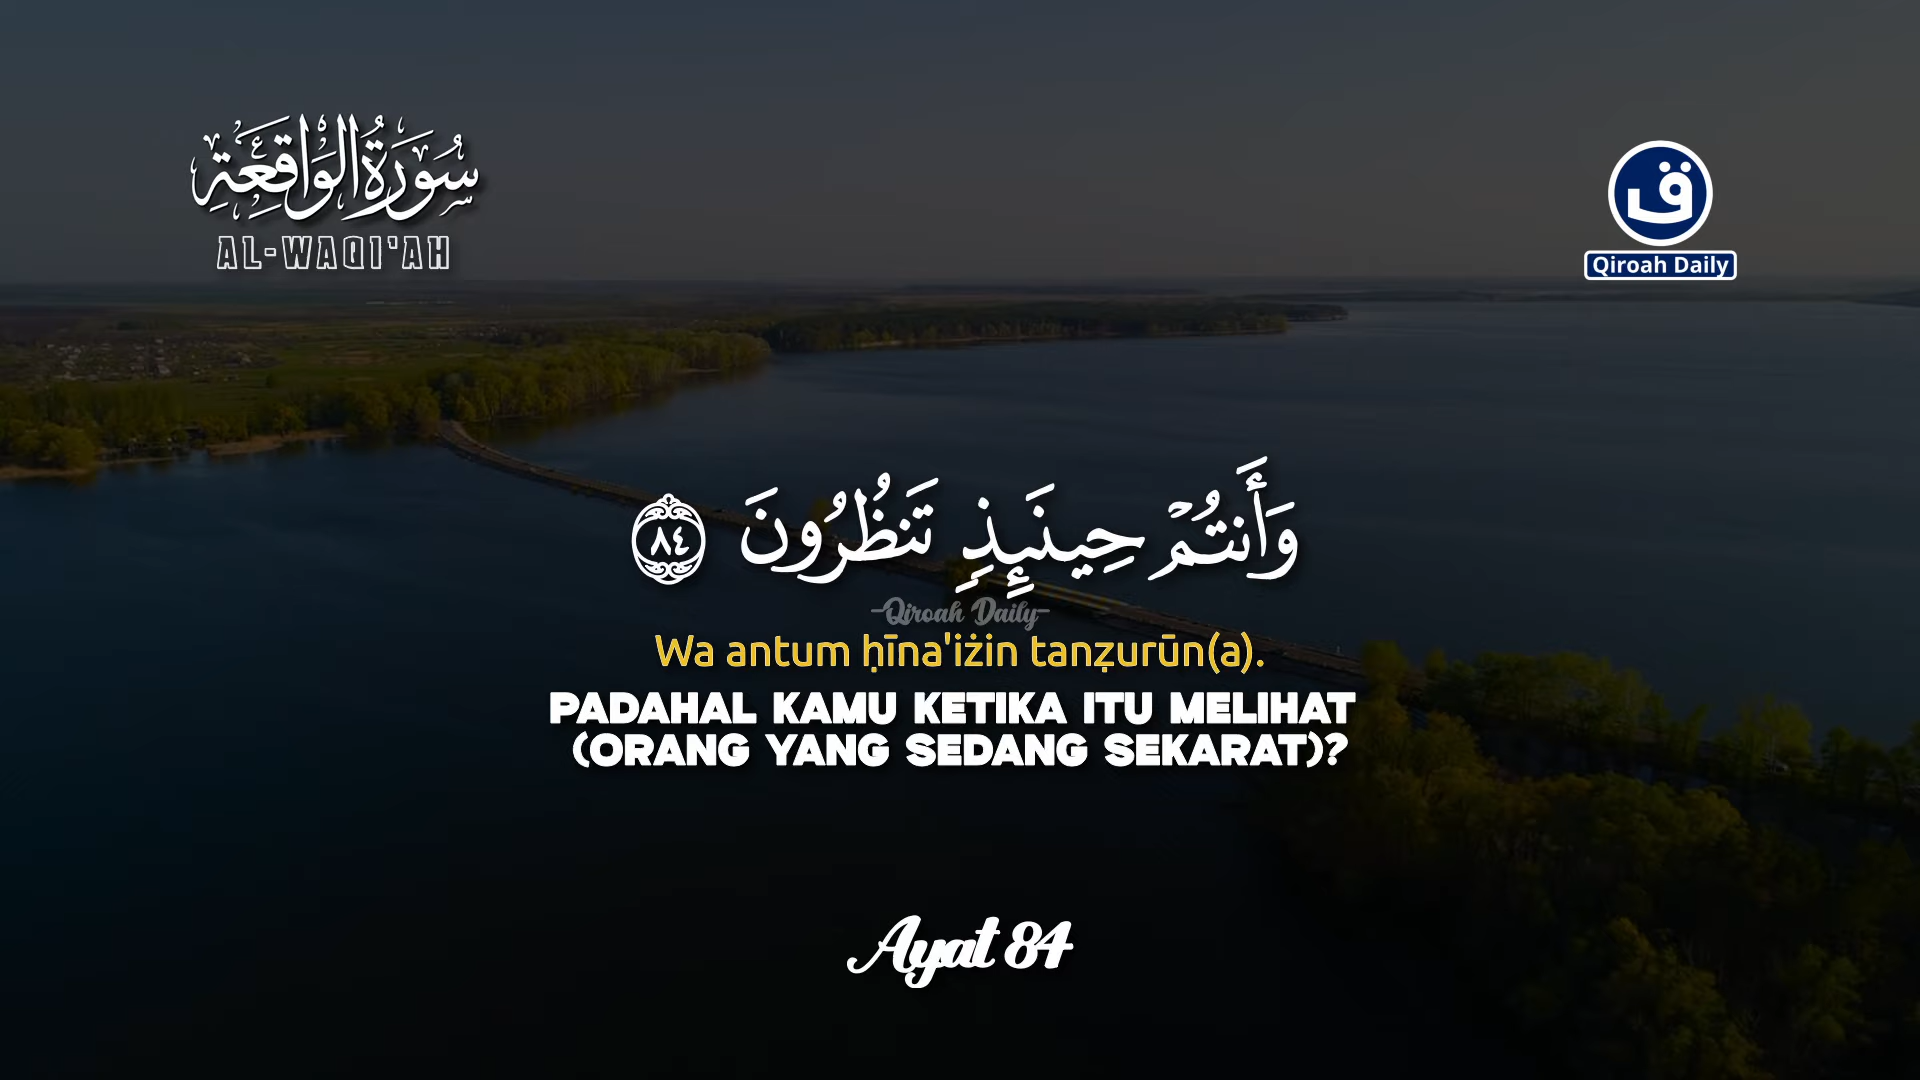 سُورَةُ الْوَاقِعَةِ
AL-WAQI'AH
ق
Qiroah Daily
وَأَنتُمْ حِينَئِذٍ تَنظُرُونَ ٨٤
-Qiroah Daily-
Wa antum ḥīna'iżin tanẓurūn(a).
PADAHAL KAMU KETIKA ITU MELIHAT
(ORANG YANG SEDANG SEKARAT)?
Ayat 84